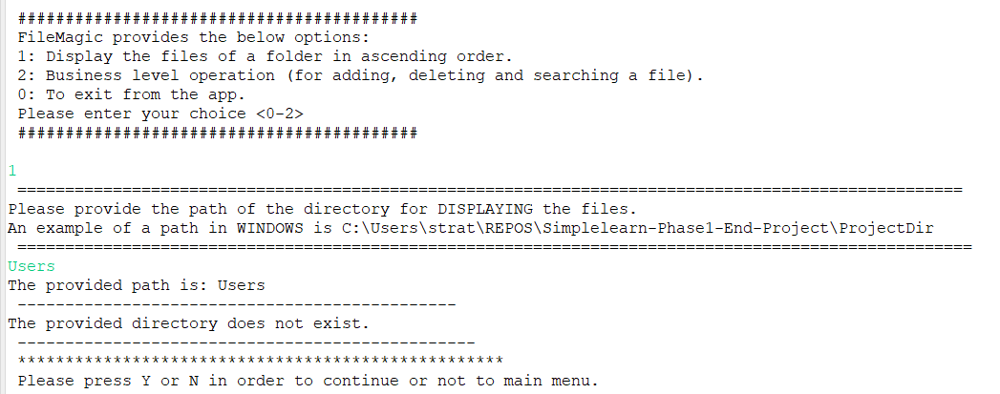 ##########################################
FileMagic provides the below options:
1: Display the files of a folder in ascending order.
2: Business level operation (for adding, deleting and searching a file).
0: To exit from the app.
Please enter your choice <0-2>
##########################################
1
===================================================================================================
Please provide the path of the directory for DISPLAYING the files.
An example of a path in WINDOWS is C:\Users\strat\REPOS\Simplelearn-Phase1-End-Project\ProjectDir
====================================================================================================
Users
The provided path is: Users
----------------------------------------------
The provided directory does not exist.
------------------------------------------------
***************************************************
Please press Y or N in order to continue or not to main menu.